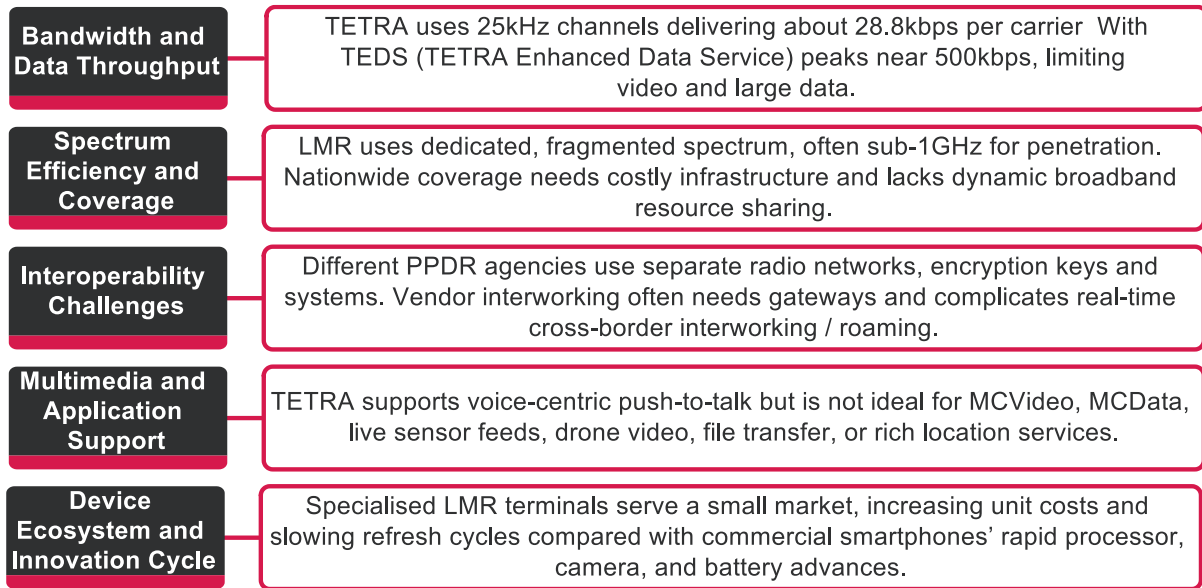 Bandwidth and
Data Throughput
TETRA uses 25kHz channels delivering about 28.8kbps per carrier With
TEDS (TETRA Enhanced Data Service) peaks near 500kbps, limiting
video and large data.
Spectrum
Efficiency and
Coverage
LMR uses dedicated, fragmented spectrum, often sub-1GHz for penetration.
Nationwide coverage needs costly infrastructure and lacks dynamic broadband
resource sharing.
Interoperability
Challenges
Different PPDR agencies use separate radio networks, encryption keys and
systems. Vendor interworking often needs gateways and complicates real-time
cross-border interworking / roaming.
Multimedia and
Application
Support
TETRA supports voice-centric push-to-talk but is not ideal for MCVideo, MCData,
live sensor feeds, drone video, file transfer, or rich location services.
Device
Ecosystem and
Innovation Cycle
Specialised LMR terminals serve a small market, increasing unit costs and
slowing refresh cycles compared with commercial smartphones’ rapid processor,
camera, and battery advances.